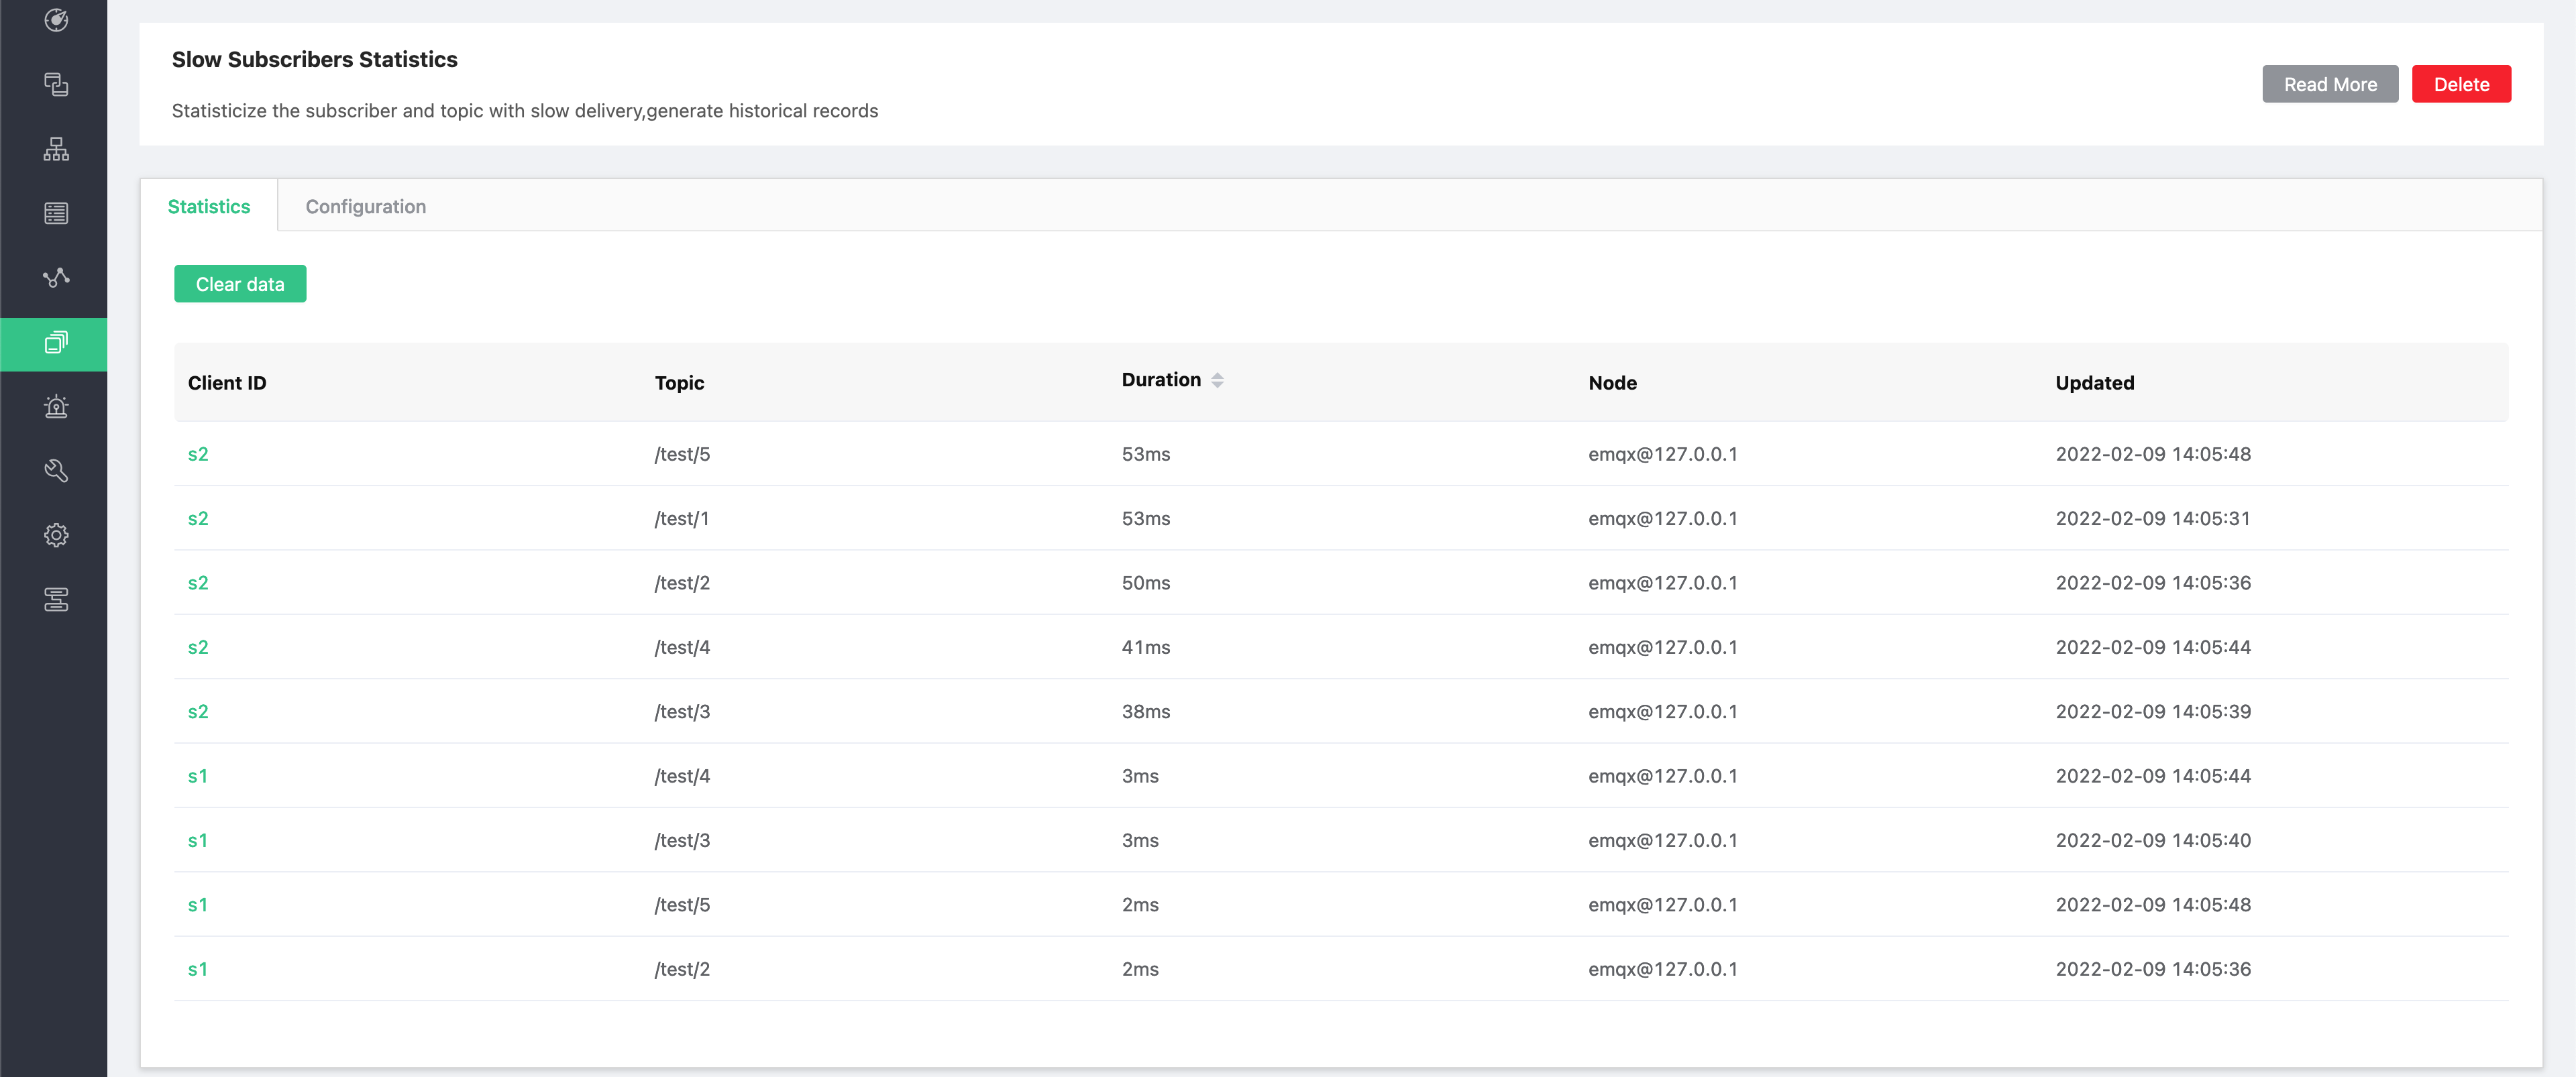 Slow Subscribers Statistics
Statisticize the subscriber and topic with slow delivery,generate historical records
Read More Delete
Statistics Configuration
Clear data
Client ID Topic Duration Node Updated
s2 /test/5 53ms emqx@127.0.0.1 2022-02-09 14:05:48
s2 /test/1 53ms emqx@127.0.0.1 2022-02-09 14:05:31
s2 /test/2 50ms emqx@127.0.0.1 2022-02-09 14:05:36
s2 /test/4 41ms emqx@127.0.0.1 2022-02-09 14:05:44
s2 /test/3 38ms emqx@127.0.0.1 2022-02-09 14:05:39
s1 /test/4 3ms emqx@127.0.0.1 2022-02-09 14:05:44
s1 /test/3 3ms emqx@127.0.0.1 2022-02-09 14:05:40
s1 /test/5 2ms emqx@127.0.0.1 2022-02-09 14:05:48
s1 /test/2 2ms emqx@127.0.0.1 2022-02-09 14:05:36